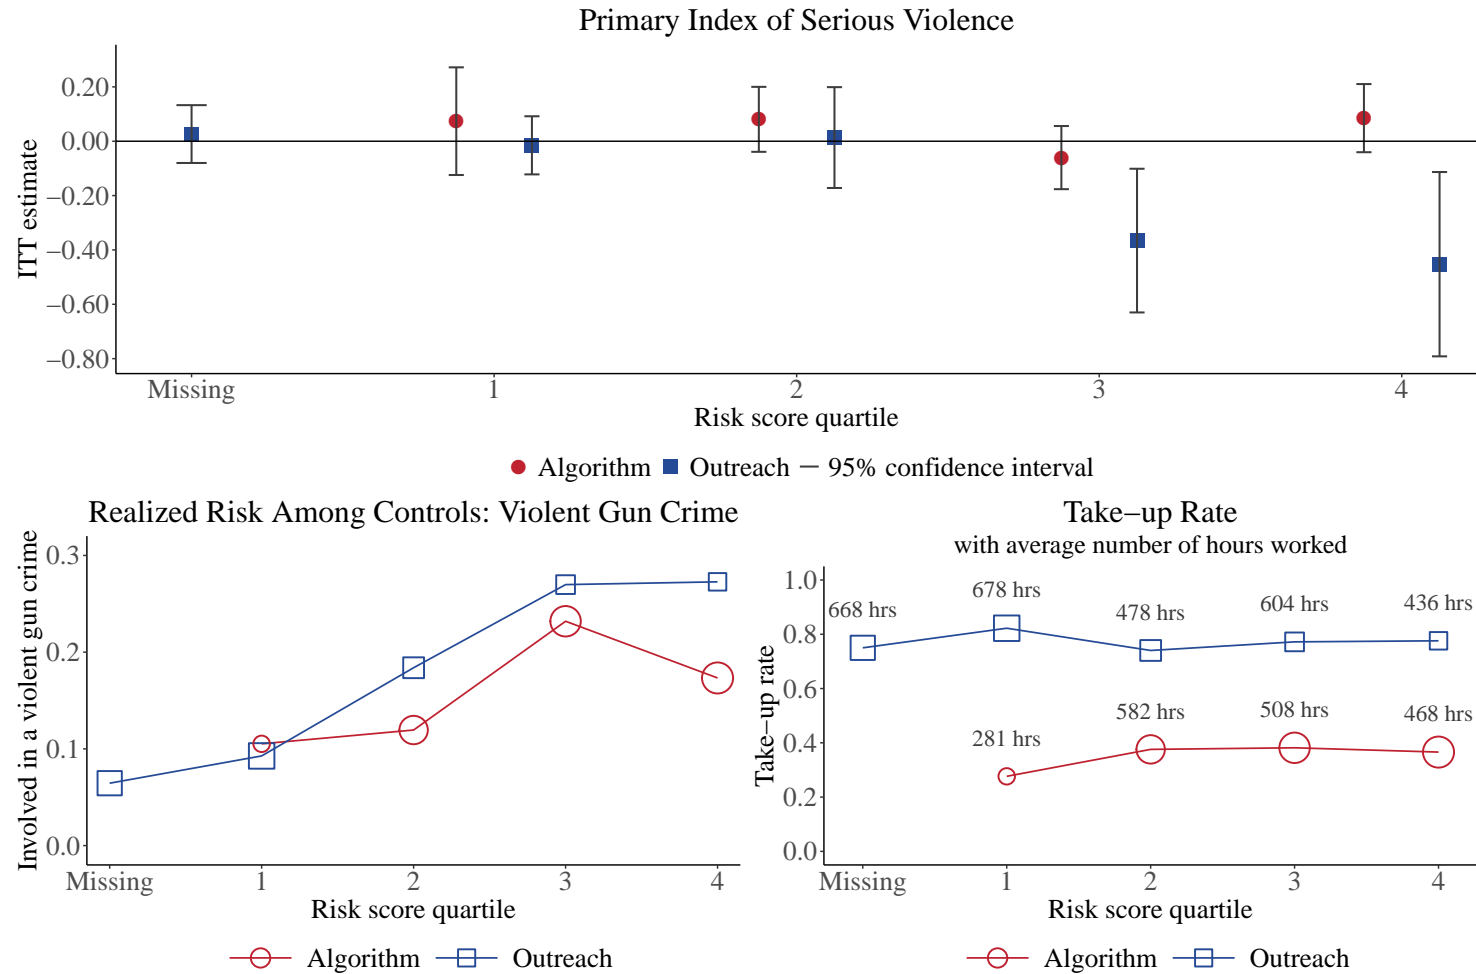 Primary Index of Serious Violence
ITT estimate
0.20
0.00
−0.20
−0.40
−0.60
−0.80
Missing 1 2 3 4
Risk score quartile
Algorithm Outreach 95% confidence interval
Realized Risk Among Controls: Violent Gun Crime
Involved in a violent gun crime
0.3
0.2
0.1
0.0
Missing 1 2 3 4
Risk score quartile
Algorithm Outreach
Take−up Rate
with average number of hours worked
Take−up rate
1.0
0.8
0.6
0.4
0.2
0.0
668 hrs 678 hrs 478 hrs 604 hrs 436 hrs
281 hrs 582 hrs 508 hrs 468 hrs
Missing 1 2 3 4
Risk score quartile
Algorithm Outreach